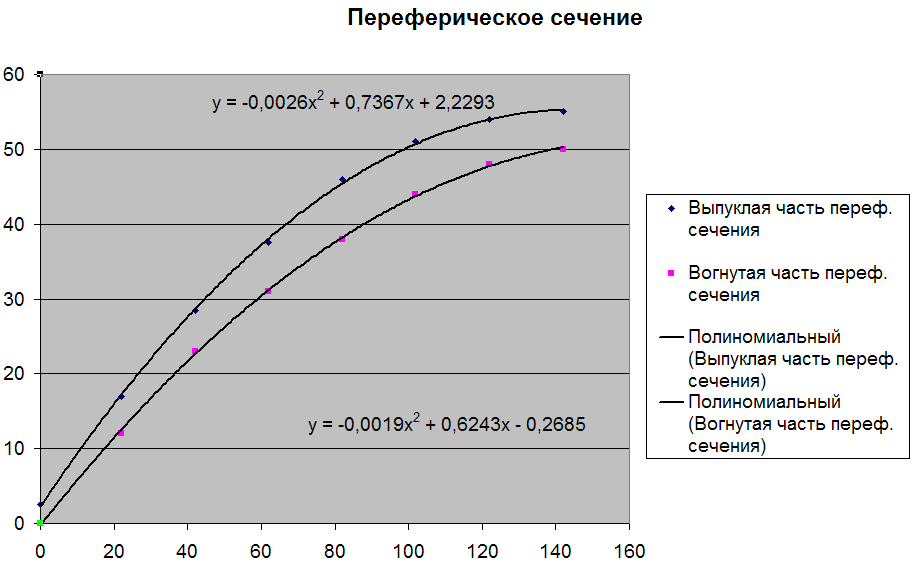 Переферическое сечение
60
y = -0,0026x² + 0,7367x + 2,2293
50
40
30
20
y = -0,0019x² + 0,6243x - 0,2685
10
0
0 20 40 60 80 100 120 140 160
Выпуклая часть переф.
сечения
Вогнутая часть переф.
сечения
Полиномиальный
(Выпуклая часть переф.
сечения)
Полиномиальный
(Вогнутая часть переф.
сечения)